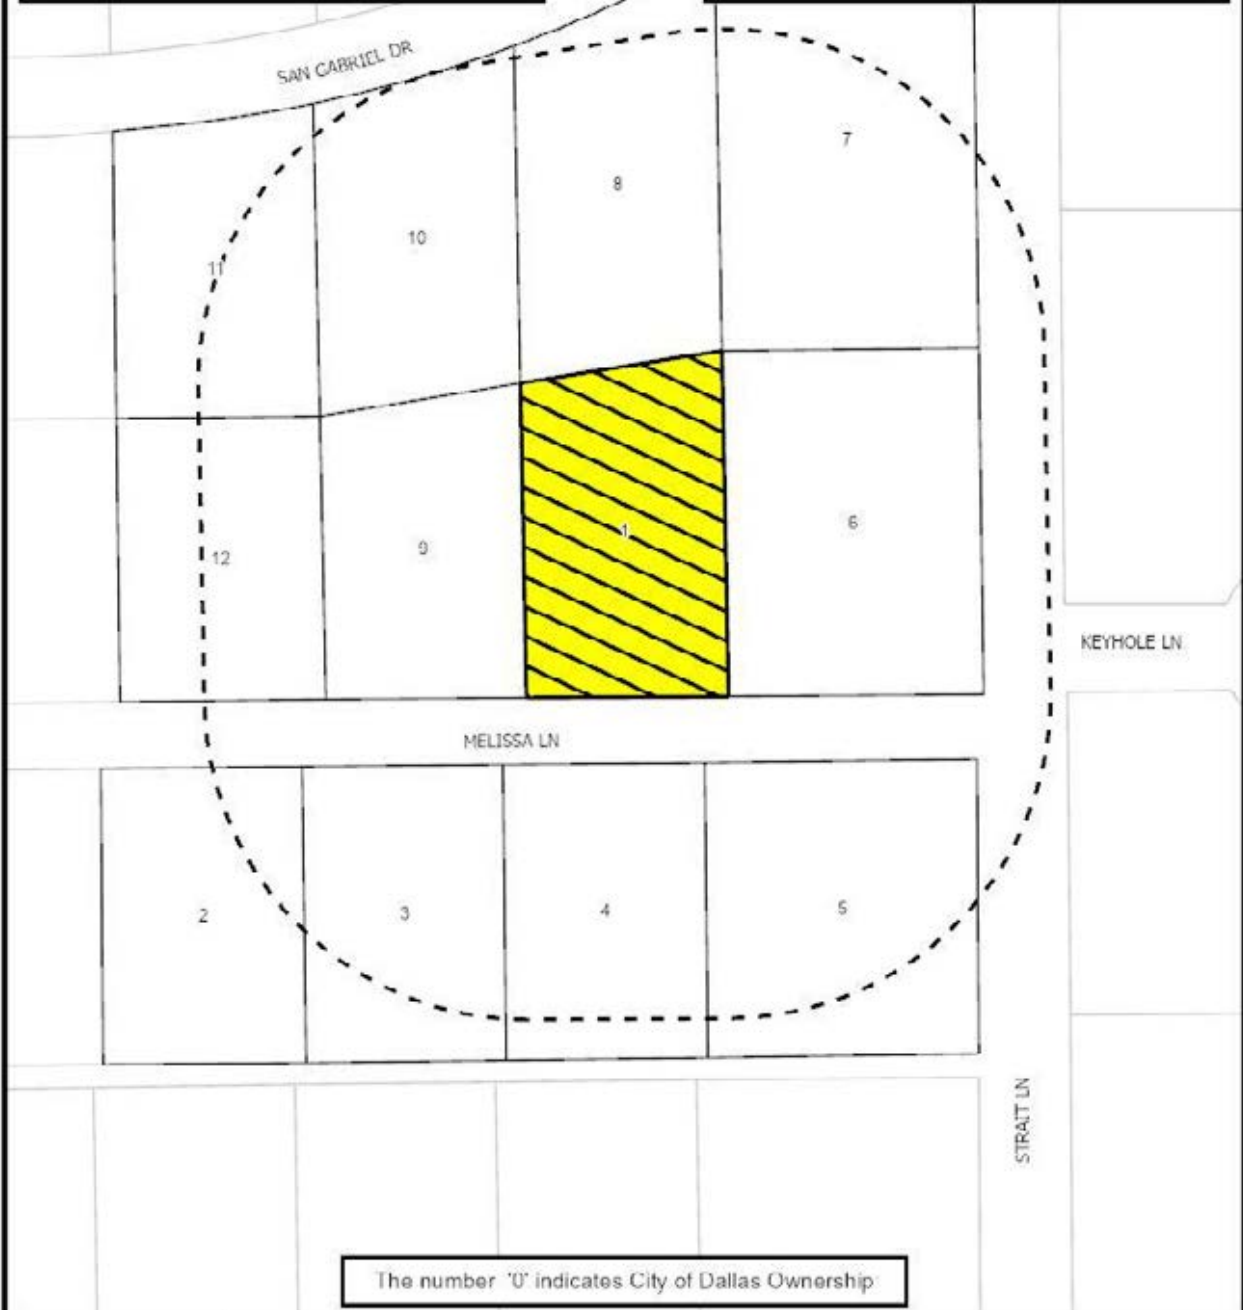 SAN GABRIEL DR
7
8
10
11
1
6
9
12
KEYHOLE LN
MELISSA LN
2
3
4
5
STRAIT LN
The number '0' indicates City of Dallas Ownership